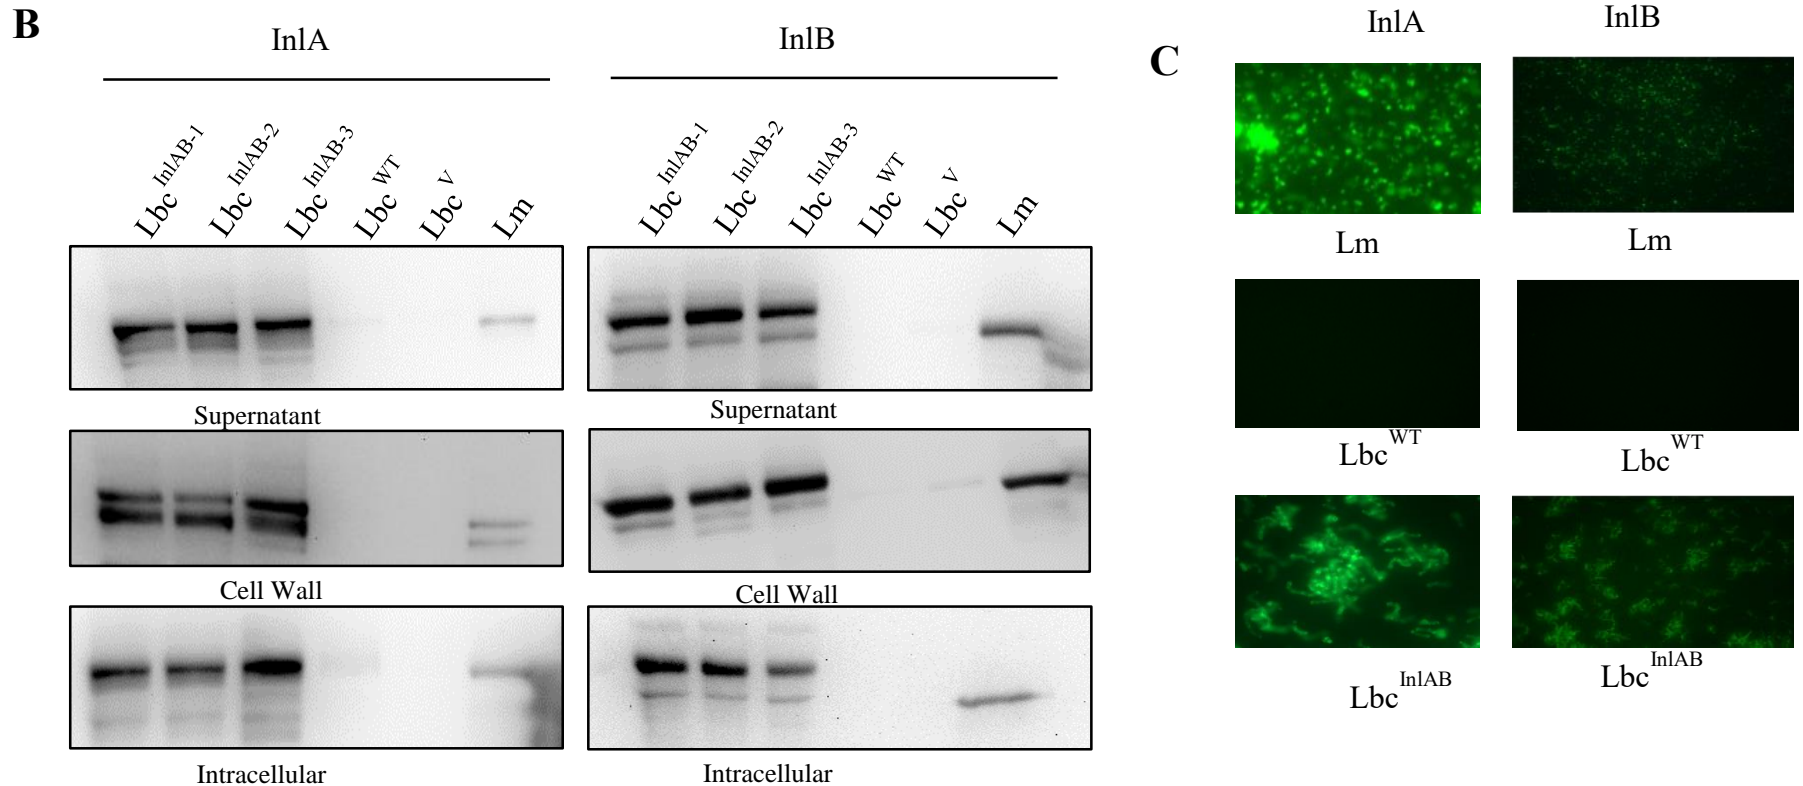 B
InlA
InlB
Lbc InlAB-1
Lbc InlAB-2
Lbc InlAB-3
Lbc WT
Lbc V
Lm
Lbc InlAB-1
Lbc InlAB-2
Lbc InlAB-3
Lbc WT
Lbc V
Lm
Supernatant
Supernatant
Cell Wall
Cell Wall
Intracellular
Intracellular
C
InlA
InlB
Lm
Lm
Lbc WT
Lbc WT
Lbc InlAB
Lbc InlAB